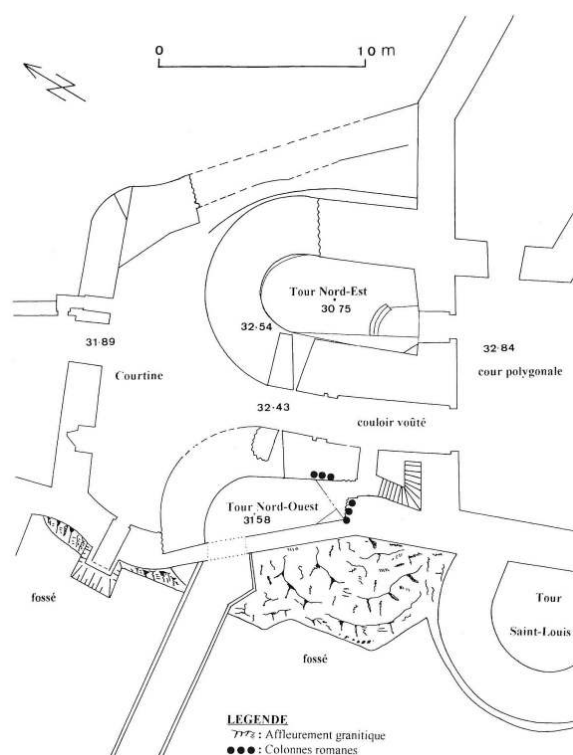 0
10 m
Tour Nord-Est
30 75
32·54
31·89
Courtine
32·84
cour polygonale
32·43
couloir voûté
Tour Nord-Ouest
31 58
fossé
fossé
Tour
Saint-Louis
LEGENDE
: Affleurement granitique
: Colonnes romanes